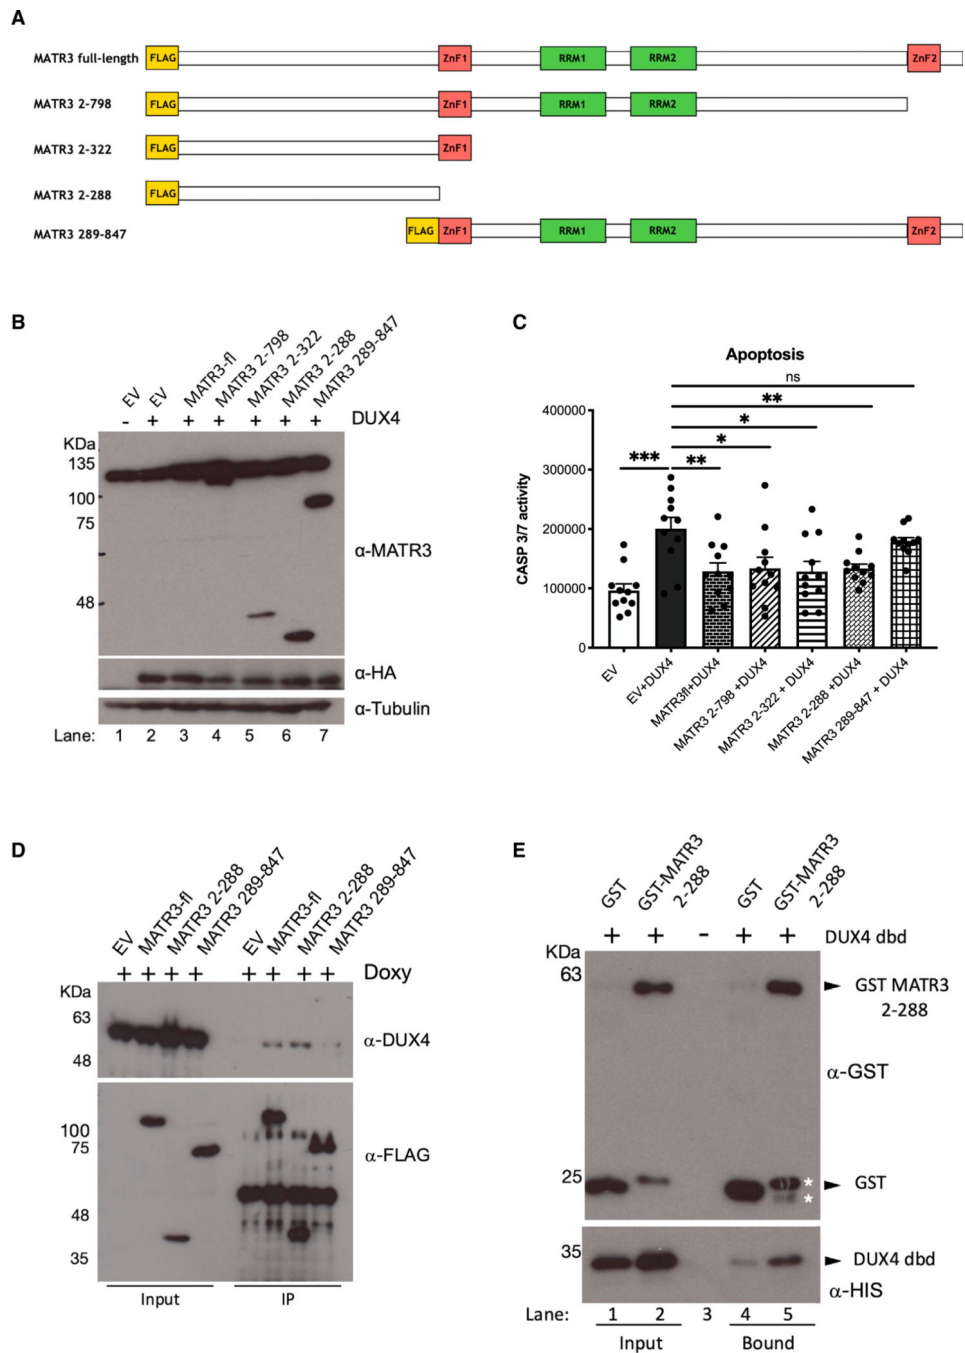 A
MATR3 full-length FLAG ZnF1 RRM1 RRM2 ZnF2
MATR3 2-798 FLAG ZnF1 RRM1 RRM2
MATR3 2-322 FLAG ZnF1
MATR3 2-288 FLAG
MATR3 289-847 FLAG ZnF1 RRM1 RRM2 ZnF2
B
EV EV MATR3-fl MATR3 2-798 MATR3 2-322 MATR3 2-288 MATR3 289-847
- + + + + + + DUX4
KDa
135
100
75
48
α-MATR3
α-HA
α-Tubulin
Lane: 1 2 3 4 5 6 7
C
Apoptosis
ns
**
*
*
*** **
400000
300000
200000
100000
0
CASP 3/7 activity
EV EV+DUX4 MATR3fl+DUX4 MATR3 2-798 +DUX4 MATR3 2-322 + DUX4 MATR3 2-288 +DUX4 MATR3 289-847 + DUX4
D
EV MATR3-fl MATR3 2-288 MATR3 289-847 EV MATR3-fl MATR3 2-288 MATR3 289-847
+ + + + + + + + Doxy
KDa
63
48
α-DUX4
100
75
48
35
α-FLAG
Input IP
E
GST GST-MATR3 2-288 GST GST-MATR3 2-288
+ + - + + DUX4 dbd
KDa
63
GST MATR3
2-288
α-GST
25
* GST
*
35
DUX4 dbd
α-HIS
Lane: 1 2 3 4 5
Input Bound